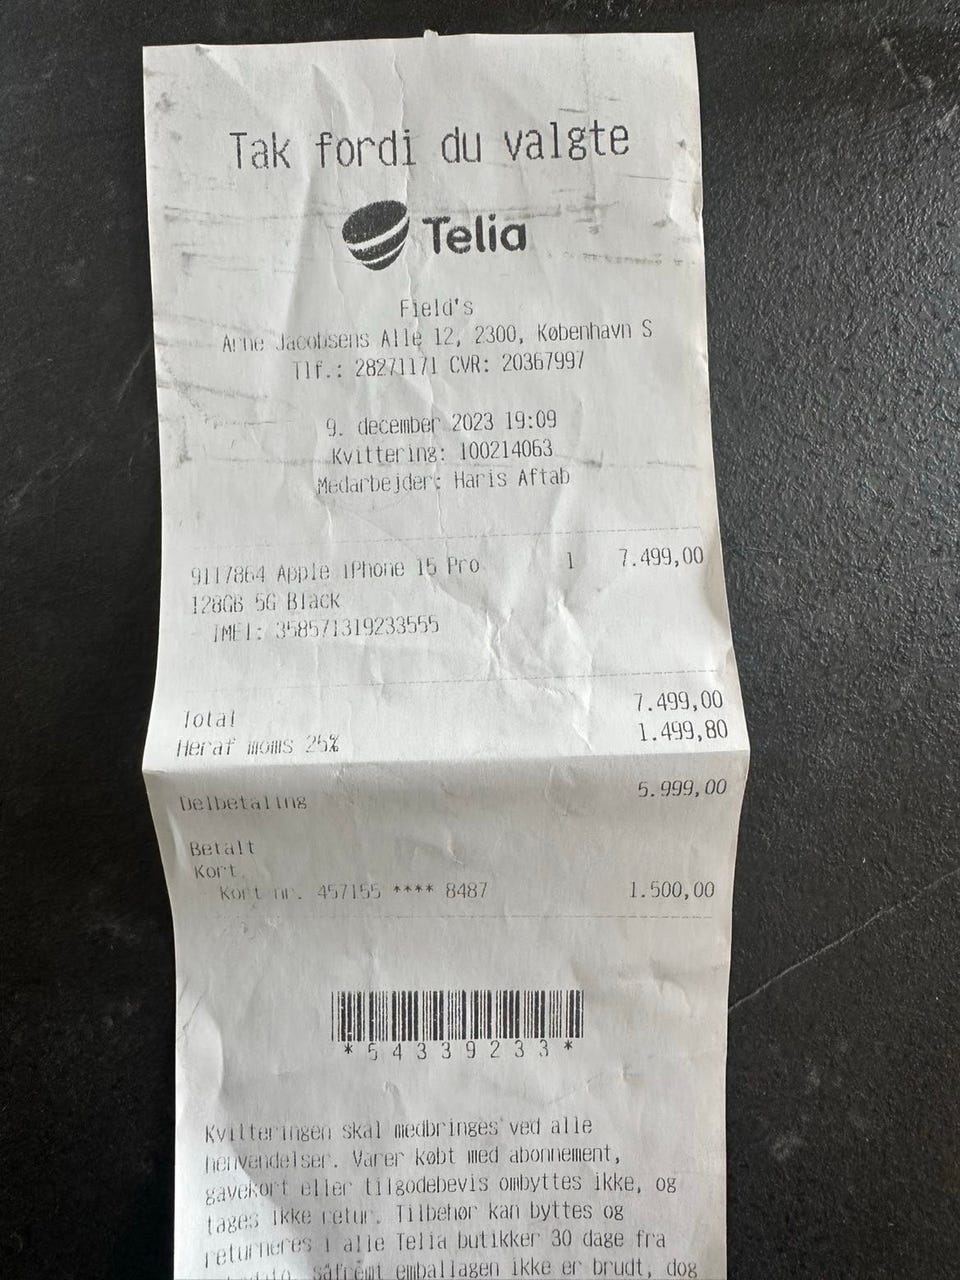 Tak fordi du valgte
Telia
Field's
Arne Jacobsens Alle 12, 2300, København S
Tlf.: 28271171 CVR: 20367997
9. december 2023 19:09
Kvittering: 100214063
Medarbejder: Haris Aftab
9117864 Apple iPhone 15 Pro 1 7.499,00
128GB 5G Black
IMEI: 358571319233555
Total 7.499,00
Heraf moms 25% 1.499,80
Delbetaling 5.999,00
Betalt
Kort
Kort nr. 457155 **** 8487 1.500,00
*54339233*
Kvitteringen skal medbringes ved alle
henvendelser. Varer købt med abonnement,
gavekort eller tilgodebevis ombyttes ikke, og
tages ikke retur. Tilbehør kan byttes og
returneres i alle Telia butikker 30 dage fra
såfremt emballagen ikke er brudt, dog